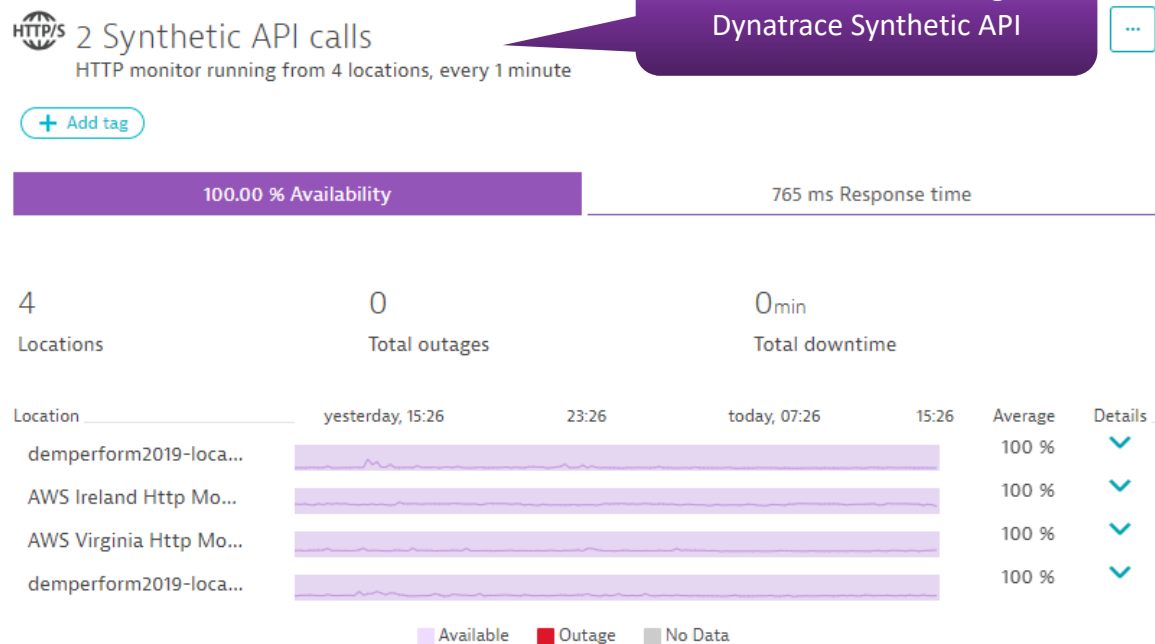 HTTP/S 2 Synthetic API calls
HTTP monitor running from 4 locations, every 1 minute
Dynatrace Synthetic API
...
+ Add tag
100.00 % Availability 765 ms Response time
4 0 0min
Locations Total outages Total downtime
Location yesterday, 15:26 23:26 today, 07:26 15:26 Average Details
demperform2019-loca... 100 %
AWS Ireland Http Mo... 100 %
AWS Virginia Http Mo... 100 %
demperform2019-loca... 100 %
Available Outage No Data